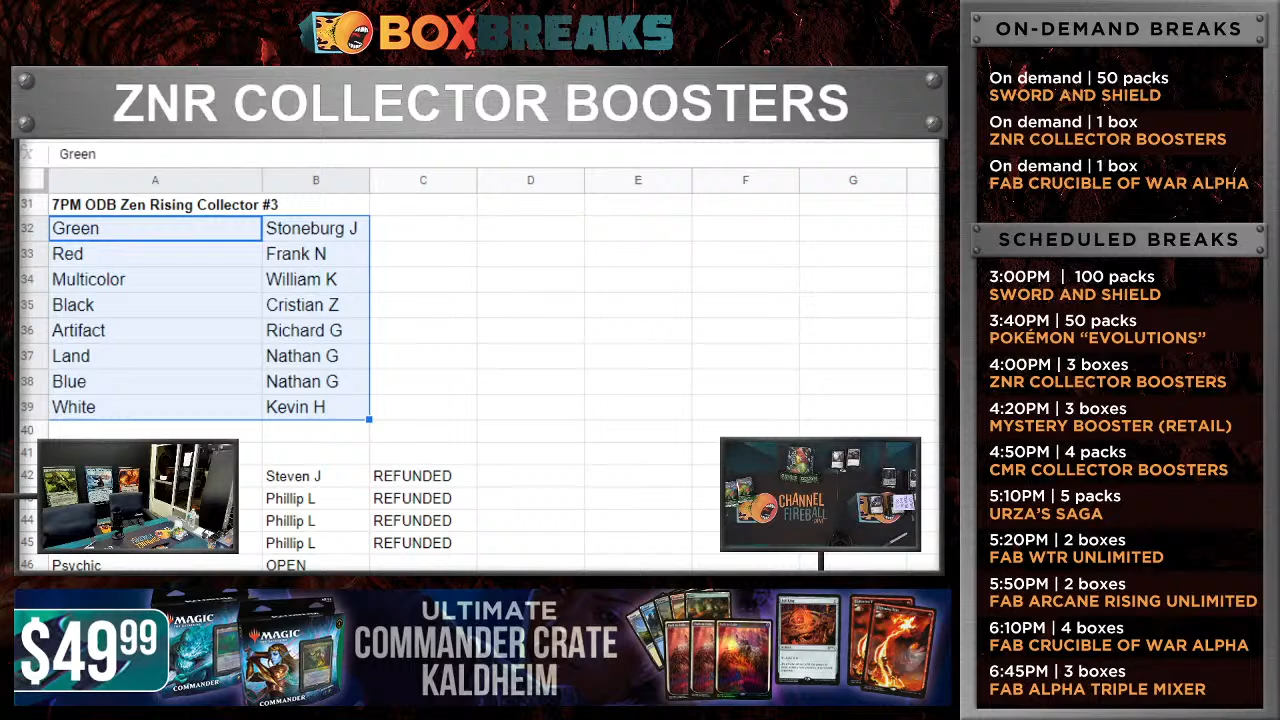 BOXBREAKS
ZNR COLLECTOR BOOSTERS
Green
A B C D E F G
31 7PM ODB Zen Rising Collector #3
32 Green Stoneburg J
33 Red Frank N
34 Multicolor William K
35 Black Cristian Z
36 Artifact Richard G
37 Land Nathan G
38 Blue Nathan G
39 White Kevin H
40
41
42 Steven J REFUNDED
Phillip L REFUNDED
44 Phillip L REFUNDED
45 Phillip L REFUNDED
46 Psychic OPEN
CHANNEL
FIREBALL
$49.99
MAGIC
COMMANDER
MAGIC
COMMANDER
ULTIMATE
COMMANDER CRATE
KALDHEIM
ON-DEMAND BREAKS
On demand | 50 packs
SWORD AND SHIELD
On demand | 1 box
ZNR COLLECTOR BOOSTERS
On demand | 1 box
FAB CRUCIBLE OF WAR ALPHA
SCHEDULED BREAKS
3:00PM | 100 packs
SWORD AND SHIELD
3:40PM | 50 packs
POKÉMON “EVOLUTIONS”
4:00PM | 3 boxes
ZNR COLLECTOR BOOSTERS
4:20PM | 3 boxes
MYSTERY BOOSTER (RETAIL)
4:50PM | 4 packs
CMR COLLECTOR BOOSTERS
5:10PM | 5 packs
URZA’S SAGA
5:20PM | 2 boxes
FAB WTR UNLIMITED
5:50PM | 2 boxes
FAB ARCANE RISING UNLIMITED
6:10PM | 4 boxes
FAB CRUCIBLE OF WAR ALPHA
6:45PM | 3 boxes
FAB ALPHA TRIPLE MIXER